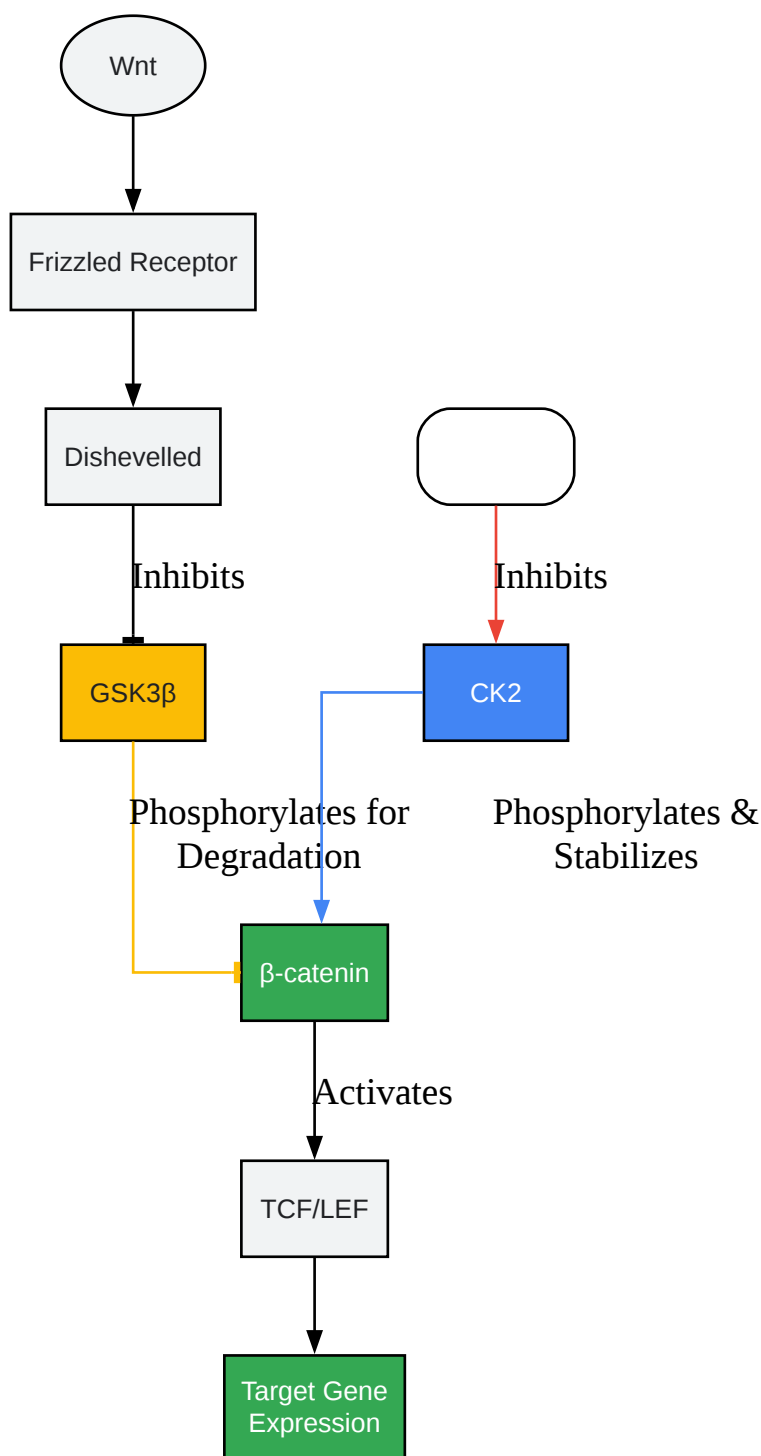 Wnt
Frizzled Receptor
Dishevelled
Inhibits
Inhibits
GSK3β
CK2
Phosphorylates for
Degradation
Phosphorylates &
Stabilizes
β-catenin
Activates
TCF/LEF
Target Gene
Expression